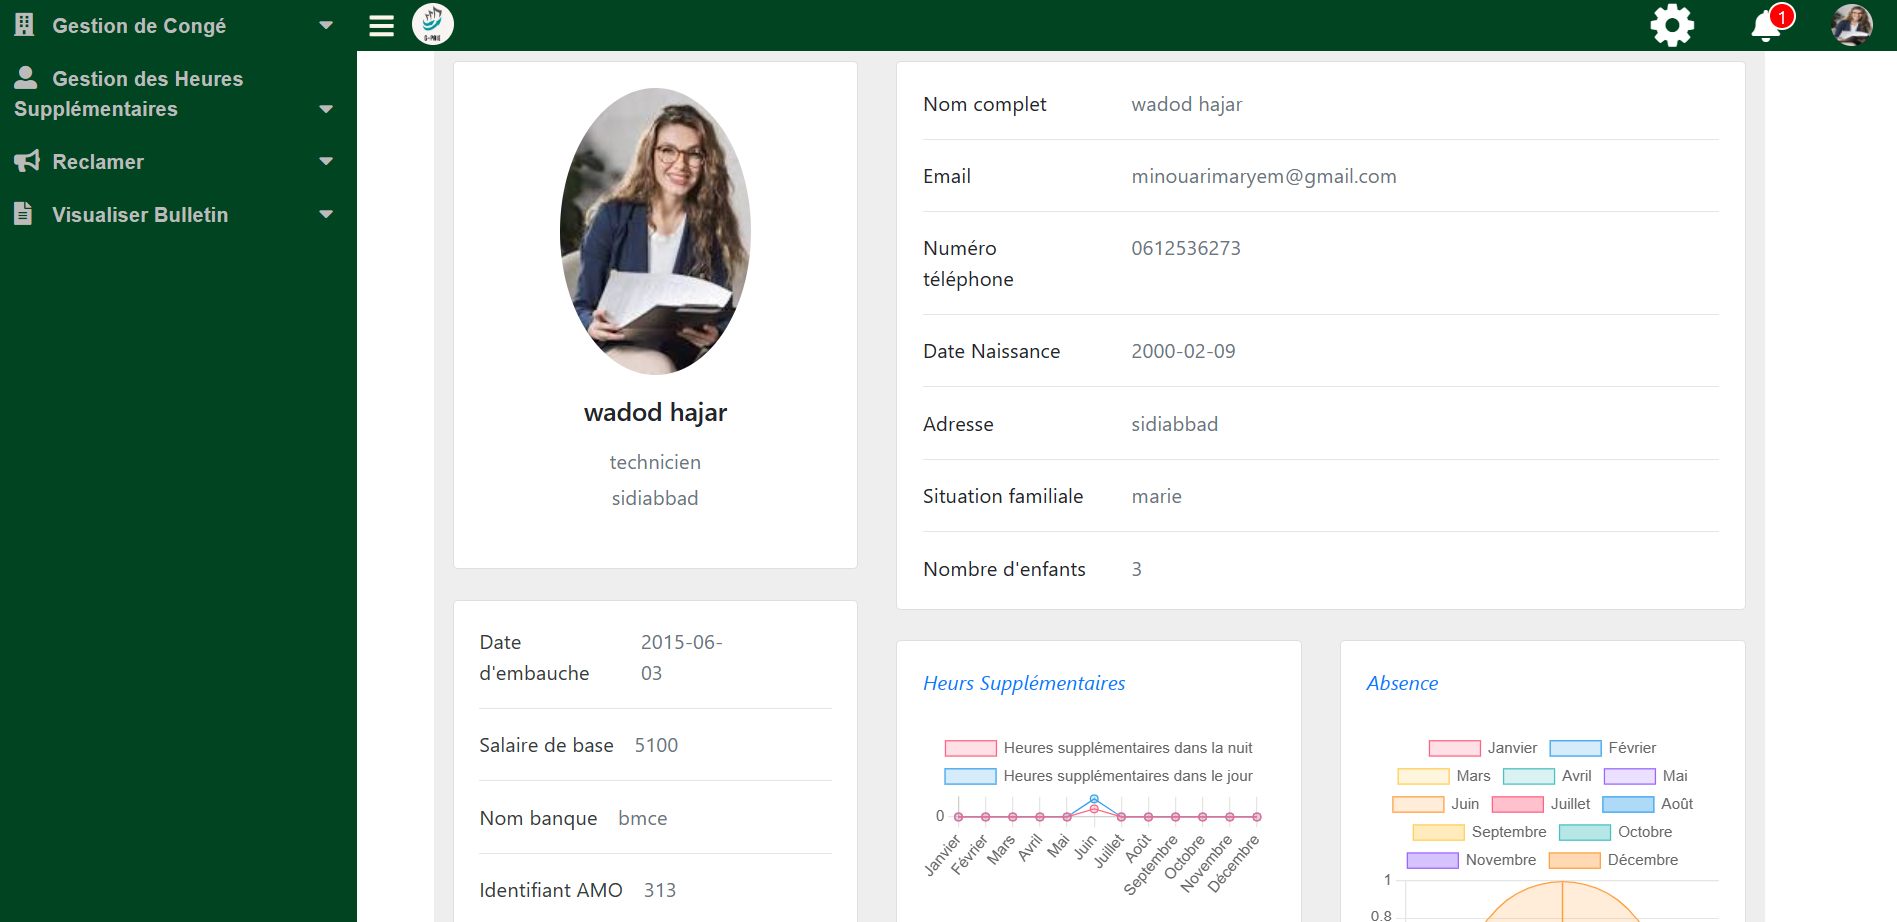 Gestion de Congé
Gestion des Heures
Supplémentaires
Reclamer
Visualiser Bulletin
G-PAIE
1
wadod hajar
technicien
sidiabbad
Nom complet wadod hajar
Email minouarimaryem@gmail.com
Numéro
téléphone 0612536273
Date Naissance 2000-02-09
Adresse sidiabbad
Situation familiale marie
Nombre d'enfants 3
Date
d'embauche 2015-06-
03
Salaire de base 5100
Nom banque bmce
Identifiant AMO 313
Heurs Supplémentaires
Heures supplémentaires dans la nuit
Heures supplémentaires dans le jour
0
Janvier Février Mars Avril Mai Juin Juillet Août Septembre Octobre Novembre Décembre
Absence
Janvier Février
Mars Avril Mai
Juin Juillet Août
Septembre Octobre
Novembre Décembre
1
0.8